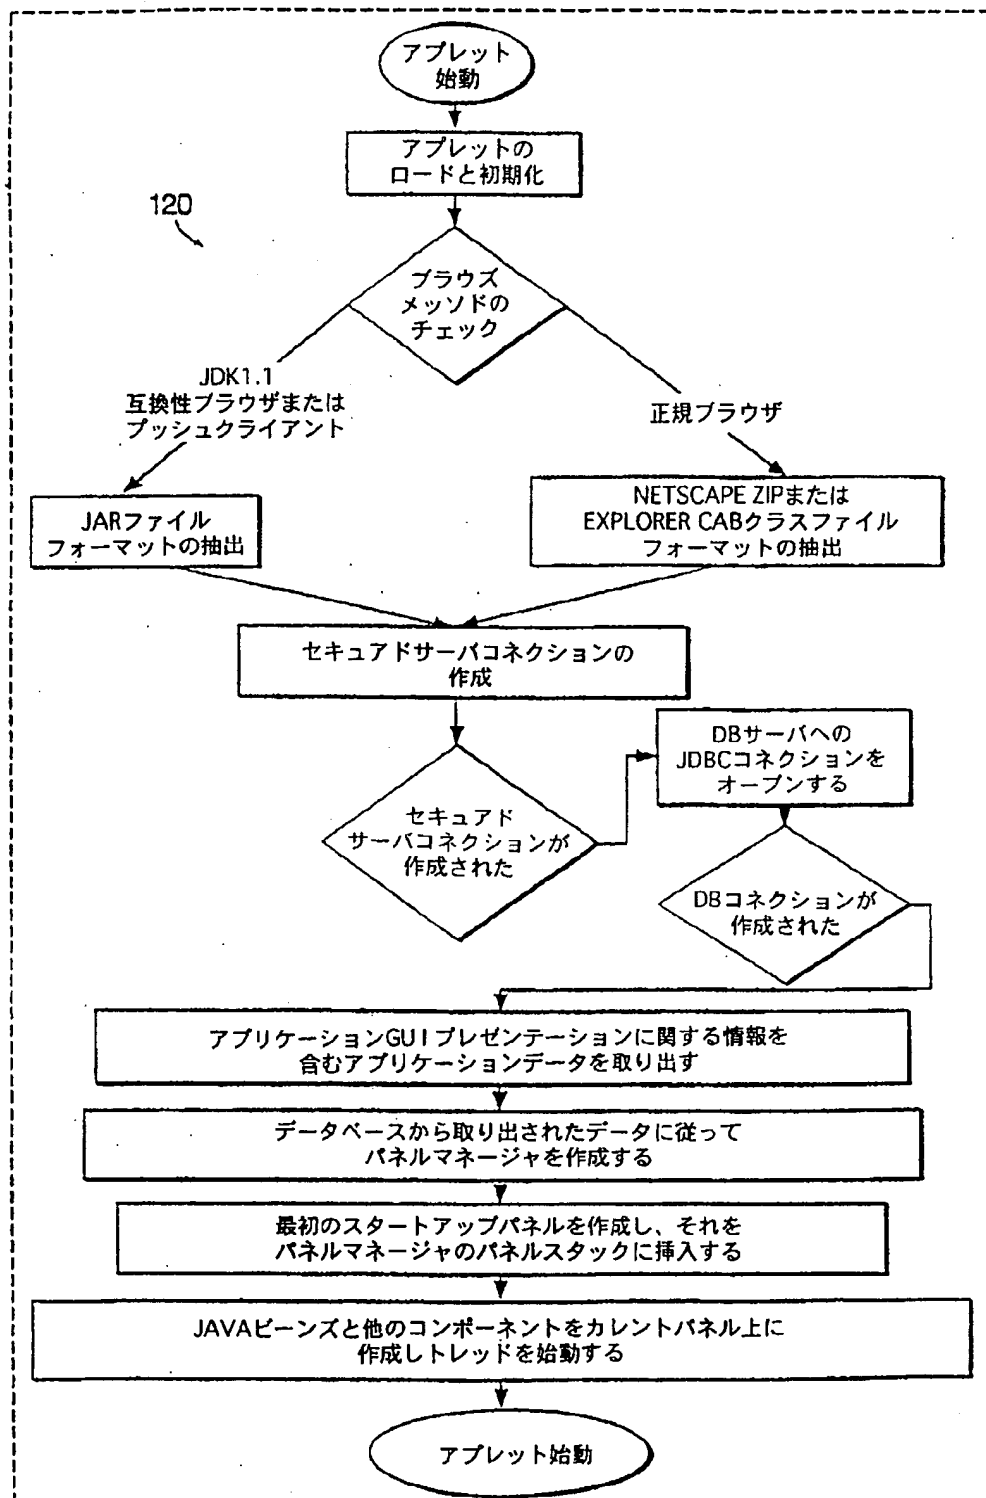 アプレット
始動
アプレットの
ロードと初期化
120
ブラウズ
メッソドの
チェック
JDK1.1
互換性ブラウザまたは
プッシュクライアント
正規ブラウザ
JARファイル
フォーマットの抽出
NETSCAPE ZIPまたは
EXPLORER CABクラスファイル
フォーマットの抽出
セキュアドサーバコネクションの
作成
DBサーバへの
JDBCコネクションを
オープンする
セキュアド
サーバコネクションが
作成された
DBコネクションが
作成された
アプリケーションGUIプレゼンテーションに関する情報を
含むアプリケーションデータを取り出す
データベースから取り出されたデータに従って
パネルマネージャを作成する
最初のスタートアップパネルを作成し、それを
パネルマネージャのパネルスタックに挿入する
JAVAビーンズと他のコンポーネントをカレントパネル上に
作成しトレッドを始動する
アプレット始動